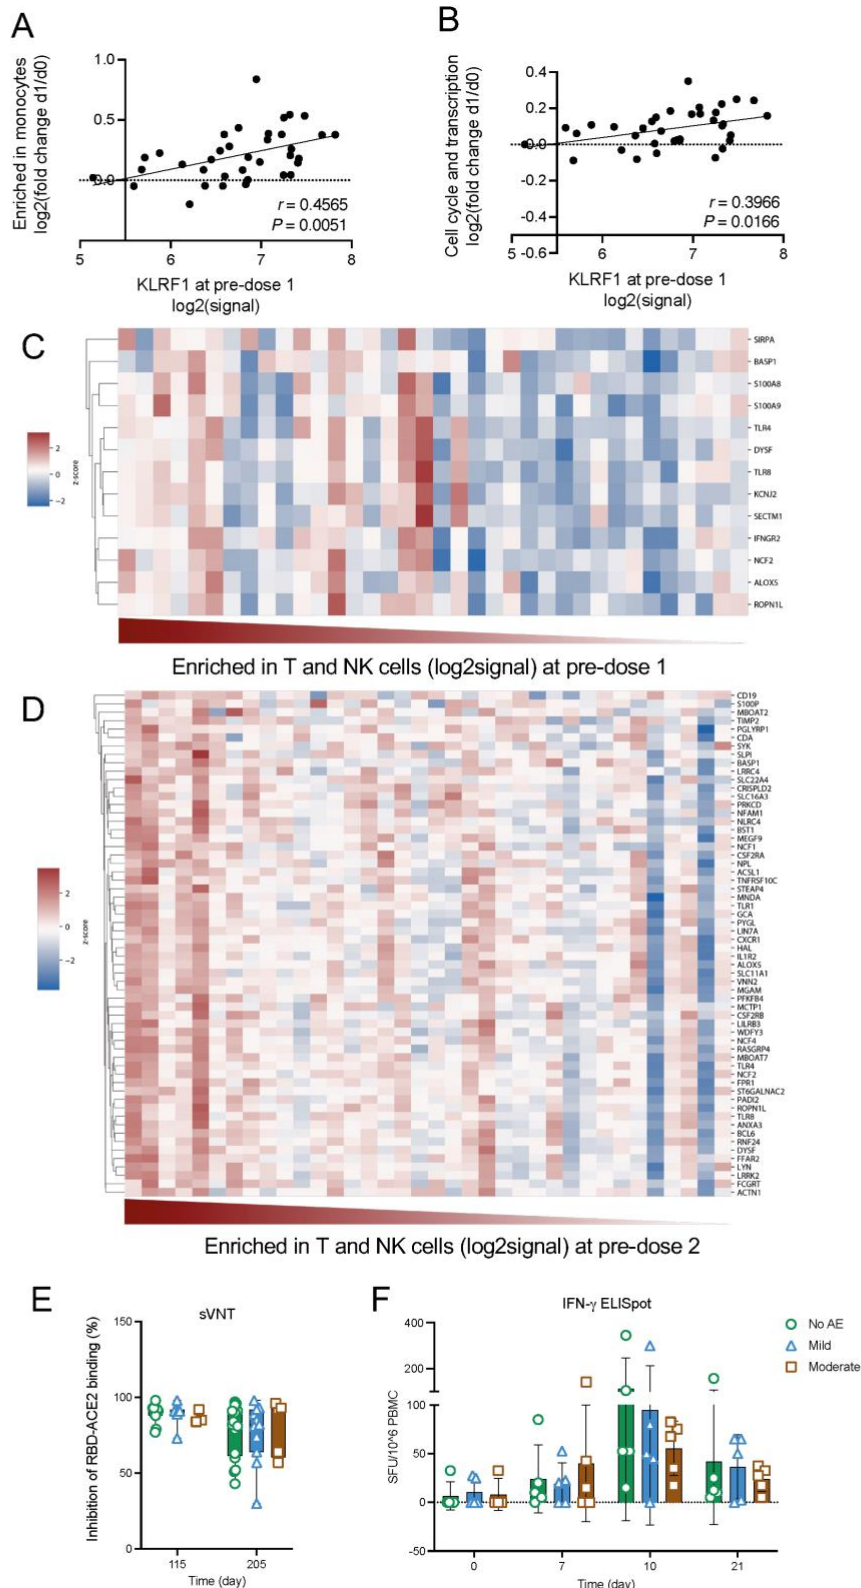 A
Enriched in monocytes
log2(fold change d1/d0)
1.0
0.5
0.0
r = 0.4565
P = 0.0051
5 6 7 8
KLRF1 at pre-dose 1
log2(signal)
B
Cell cycle and transcription
log2(fold change d1/d0)
0.4
0.2
0.0
-0.2
-0.4
-0.6
r = 0.3966
P = 0.0166
5 6 7 8
KLRF1 at pre-dose 1
log2(signal)
C
2
0
−2
z-score
SIRPA
BASP1
S100A8
S100A9
TLR4
DYSF
TLR8
KCNJ2
SECTM1
IFNGR2
NCF2
ALOX5
ROPN1L
Enriched in T and NK cells (log2signal) at pre-dose 1
D
2
0
−2
z-score
CD19
S100P
MBOAT2
TIMP2
PGLYRP1
CDA
SYK
SLPI
BASP1
LRRC4
SLC22A4
CRISPLD2
SLC16A3
PRKCD
NFAM1
NLRC4
BST1
MEGF9
NCF1
CSF2RA
NPL
ACSL1
TNFRSF10C
STEAP4
MNDA
TLR1
GCA
PYGL
LIN7A
CXCR1
HAL
IL1R2
ALOX5
SLC11A1
VNN2
MGAM
PFKFB4
MCTP1
CSF2RB
LILRB3
WDFY3
NCF4
RASGRP4
MBOAT7
TLR4
NCF2
FPR1
ST6GALNAC2
PADI2
ROPN1L
TLR8
ANXA3
BCL6
RNF24
DYSF
FFAR2
LYN
LRRK2
FCGRT
ACTN1
Enriched in T and NK cells (log2signal) at pre-dose 2
E
sVNT
Inhibition of RBD-ACE2 binding (%)
150
100
50
0
115 205
Time (day)
F
IFN-γ ELISpot
SFU/10^6 PBMC
400
200
100
50
0
-50
0 7 10 21
Time (day)
No AE
Mild
Moderate